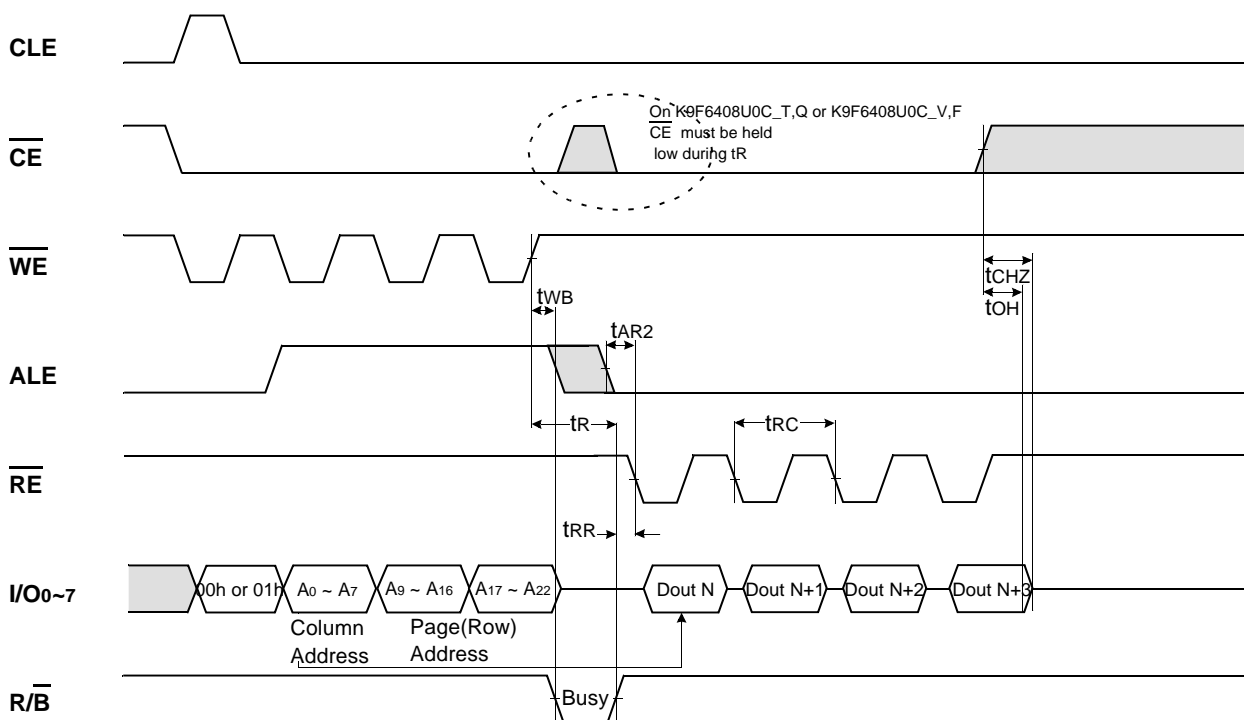 CLE
On K9F6408U0C_T,Q or K9F6408U0C_V,F
CE must be held
low during tR
CE
WE
tCHZ
tWB
tOH
tAR2
ALE
tR
tRC
RE
tRR
I/O0~7
00h or 01h
A0 ~ A7
A9 ~ A16
A17 ~ A22
Dout N
Dout N+1
Dout N+2
Dout N+3
Column
Address
Page(Row)
Address
R/B
Busy